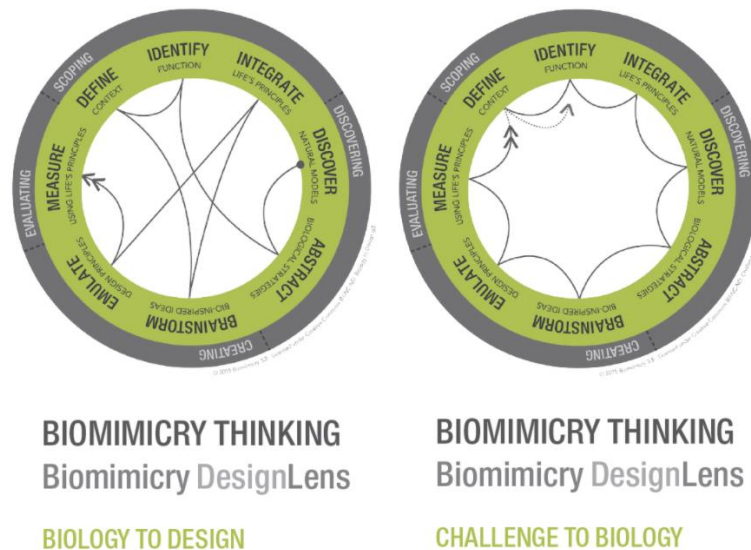 SCOPING
DEFINE
CONTEXT
IDENTIFY
FUNCTION
INTEGRATE
LIFE'S PRINCIPLES
DISCOVERING
DISCOVER
NATURAL MODELS
ABSTRACT
BIOLOGICAL STRATEGIES
CREATING
BRAINSTORM
BIO-INSPIRED IDEAS
EMULATE
DESIGN PRINCIPLES
EVALUATING
MEASURE
USING LIFE'S PRINCIPLES
BIOMIMICRY THINKING
Biomimicry DesignLens
BIOLOGY TO DESIGN
SCOPING
DEFINE
CONTEXT
IDENTIFY
FUNCTION
INTEGRATE
LIFE'S PRINCIPLES
DISCOVERING
DISCOVER
NATURAL MODELS
ABSTRACT
BIOLOGICAL STRATEGIES
CREATING
BRAINSTORM
BIO-INSPIRED IDEAS
EMULATE
DESIGN PRINCIPLES
EVALUATING
MEASURE
USING LIFE'S PRINCIPLES
BIOMIMICRY THINKING
Biomimicry DesignLens
CHALLENGE TO BIOLOGY